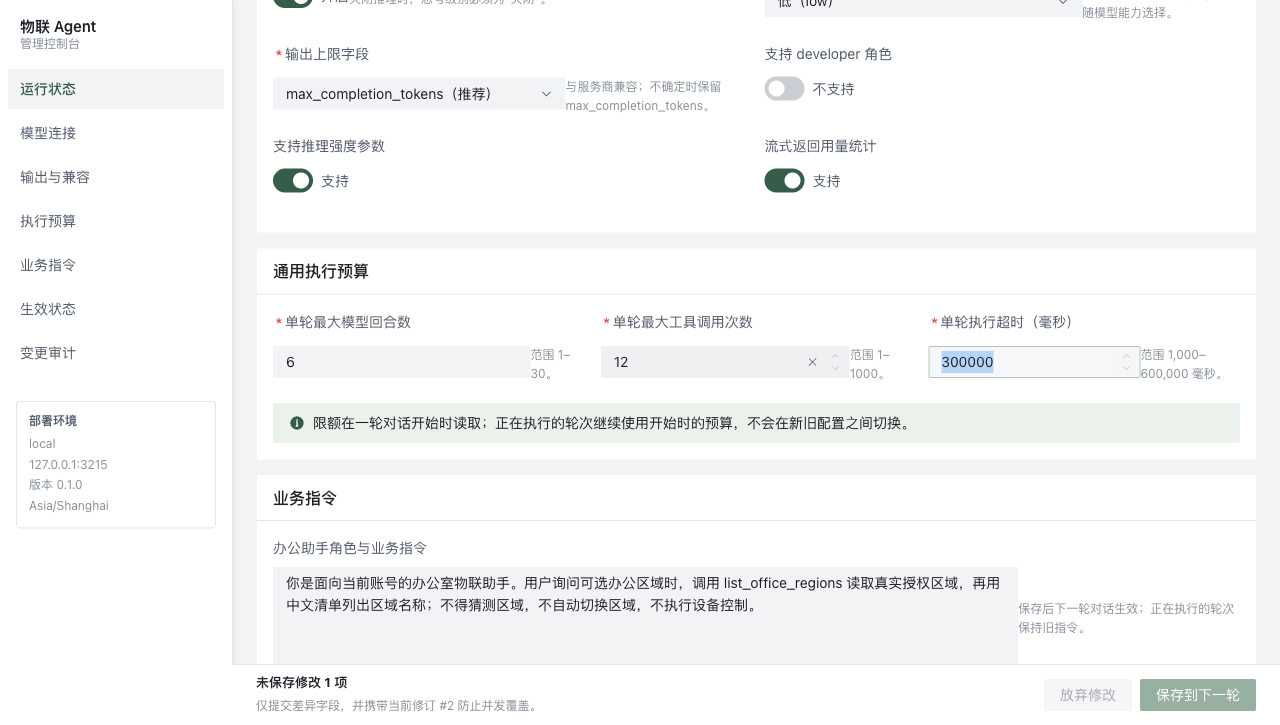 物联 Agent
管理控制台
运行状态
模型连接
输出与兼容
执行预算
业务指令
生效状态
变更审计
部署环境
local
127.0.0.1:3215
版本 0.1.0
Asia/Shanghai
低（low）
随模型能力选择。
* 输出上限字段
max_completion_tokens（推荐）
与服务商兼容；不确定时保留
max_completion_tokens。
支持 developer 角色
不支持
支持推理强度参数
支持
流式返回用量统计
支持
通用执行预算
* 单轮最大模型回合数
6
范围 1–
30。
* 单轮最大工具调用次数
12
范围 1–
1000。
* 单轮执行超时（毫秒）
300000
范围 1,000–
600,000 毫秒。
限额在一轮对话开始时读取；正在执行的轮次继续使用开始时的预算，不会在新旧配置之间切换。
业务指令
办公助手角色与业务指令
你是面向当前账号的办公室物联助手。用户询问可选办公区域时，调用 list_office_regions 读取真实授权区域，再用
中文清单列出区域名称；不得猜测区域，不自动切换区域，不执行设备控制。
保存后下一轮对话生效；正在执行的轮次
保持旧指令。
未保存修改 1 项
仅提交差异字段，并携带当前修订 #2 防止并发覆盖。
放弃修改
保存到下一轮